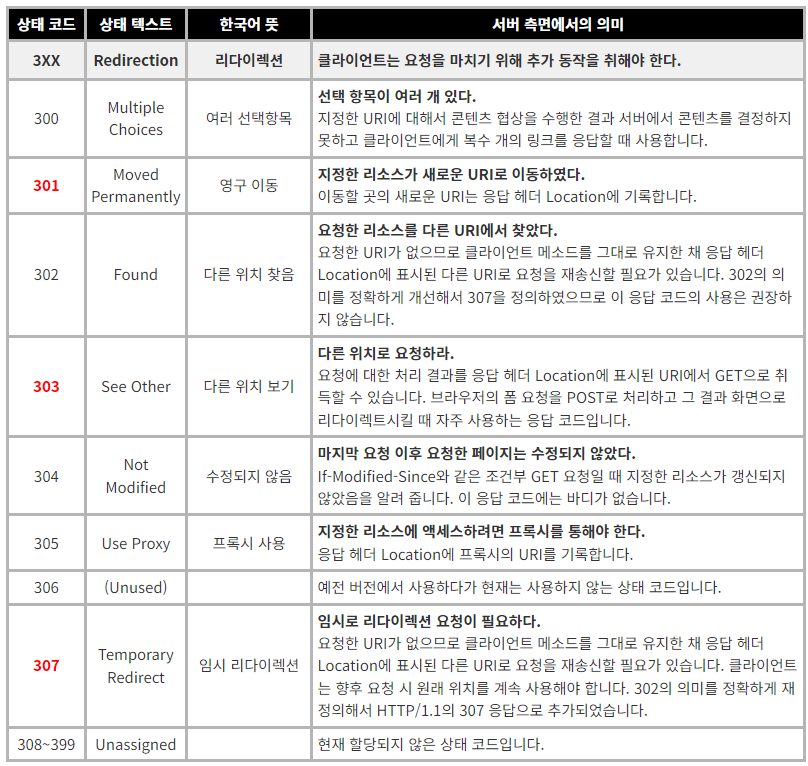 상태 코드 상태 텍스트 한국어 뜻 서버 측면에서의 의미
3XX Redirection 리다이렉션 클라이언트는 요청을 마치기 위해 추가 동작을 취해야 한다.
300 Multiple Choices 여러 선택항목
선택 항목이 여러 개 있다.
지정한 URI에 대해서 콘텐츠 협상을 수행한 결과 서버에서 콘텐츠를 결정하지
못하고 클라이언트에게 복수 개의 링크를 응답할 때 사용합니다.
301 Moved Permanently 영구 이동
지정한 리소스가 새로운 URI로 이동하였다.
이동할 곳의 새로운 URI는 응답 헤더 Location에 기록합니다.
302 Found 다른 위치 찾음
요청한 리소스를 다른 URI에서 찾았다.
요청한 URI가 없으므로 클라이언트 메소드를 그대로 유지한 채 응답 헤더
Location에 표시된 다른 URI로 요청을 재송신할 필요가 있습니다. 302의 의
미를 정확하게 개선해서 307을 정의하였으므로 이 응답 코드의 사용은 권장하
지 않습니다.
303 See Other 다른 위치 보기
다른 위치로 요청하라.
요청에 대한 처리 결과를 응답 헤더 Location에 표시된 URI에서 GET으로 취
득할 수 있습니다. 브라우저의 폼 요청을 POST로 처리하고 그 결과 화면으로
리다이렉트시킬 때 자주 사용하는 응답 코드입니다.
304 Not Modified 수정되지 않음
마지막 요청 이후 요청한 페이지는 수정되지 않았다.
If-Modified-Since와 같은 조건부 GET 요청일 때 지정한 리소스가 갱신되지
않았음을 알려 줍니다. 이 응답 코드에는 바디가 없습니다.
305 Use Proxy 프록시 사용
지정한 리소스에 액세스하려면 프록시를 통해야 한다.
응답 헤더 Location에 프록시의 URI를 기록합니다.
306 (Unused) 예전 버전에서 사용하다가 현재는 사용하지 않는 상태 코드입니다.
307 Temporary Redirect 임시 리다이렉션
임시로 리다이렉션 요청이 필요하다.
요청한 URI가 없으므로 클라이언트 메소드를 그대로 유지한 채 응답 헤더
Location에 표시된 다른 URI로 요청을 재송신할 필요가 있습니다. 클라이언트
는 향후 요청 시 원래 위치를 계속 사용해야 합니다. 302의 의미를 정확하게 재
정의해서 HTTP/1.1의 307 응답으로 추가되었습니다.
308~399 Unassigned 현재 할당되지 않은 상태 코드입니다.